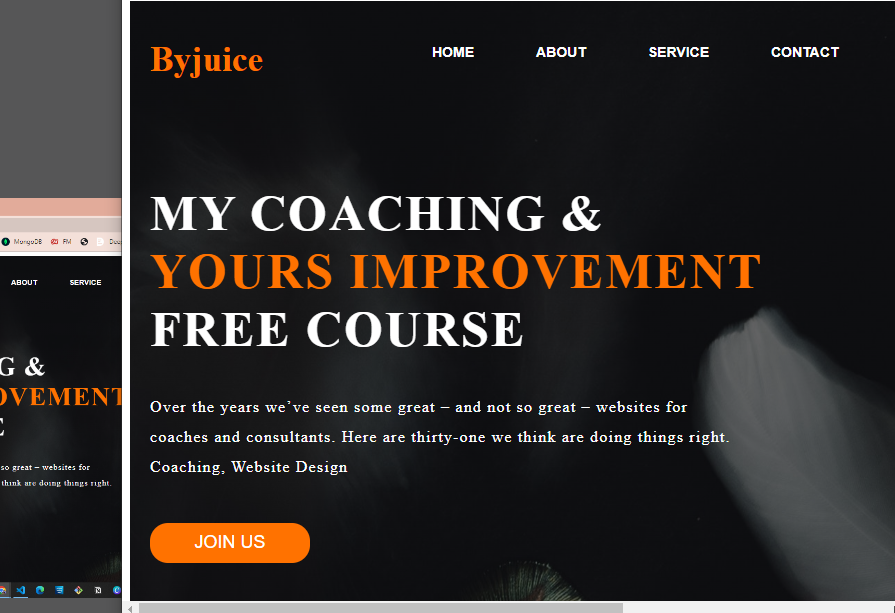 Byjuice
HOME ABOUT SERVICE CONTACT
MY COACHING &
YOURS IMPROVEMENT
FREE COURSE
Over the years we’ve seen some great – and not so great – websites for
coaches and consultants. Here are thirty-one we think are doing things right.
Coaching, Website Design
JOIN US
MongoDB FM
ABOUT SERVICE
G &
OVEMENT
E
so great – websites for
think are doing things right.